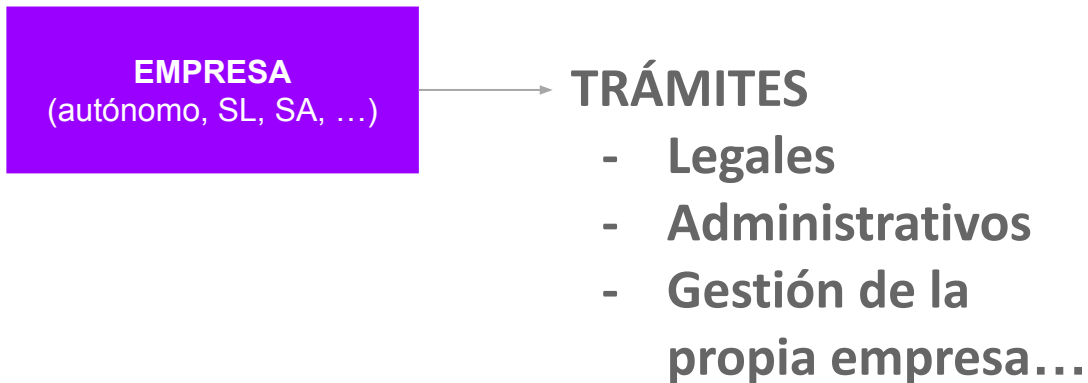 EMPRESA
(autónomo, SL, SA, …)
TRÁMITES
- Legales
- Administrativos
- Gestión de la
propia empresa…